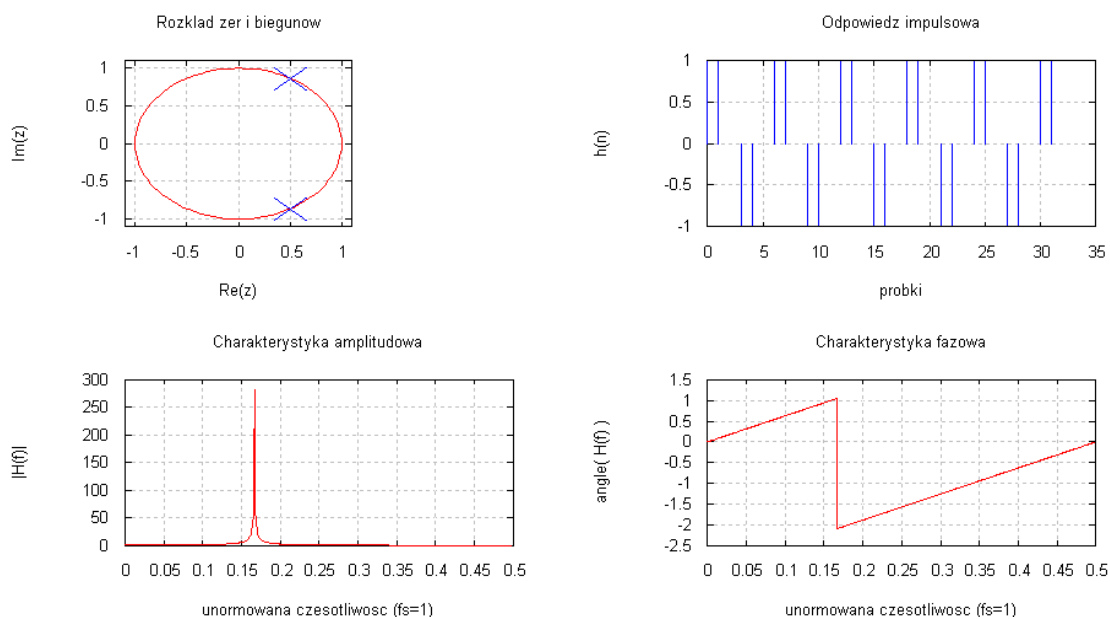 Rozklad zer i biegunow
Im(z)
1
0.5
0
-0.5
-1
-1 -0.5 0 0.5 1
Re(z)
Odpowiedz impulsowa
h(n)
1
0.5
0
-0.5
-1
0 5 10 15 20 25 30 35
probki
Charakterystyka amplitudowa
|H(f)|
300
250
200
150
100
50
0
0 0.05 0.1 0.15 0.2 0.25 0.3 0.35 0.4 0.45 0.5
unormowana czesotliwosc (fs=1)
Charakterystyka fazowa
angle( H(f) )
1.5
1
0.5
0
-0.5
-1
-1.5
-2
-2.5
0 0.05 0.1 0.15 0.2 0.25 0.3 0.35 0.4 0.45 0.5
unormowana czesotliwosc (fs=1)